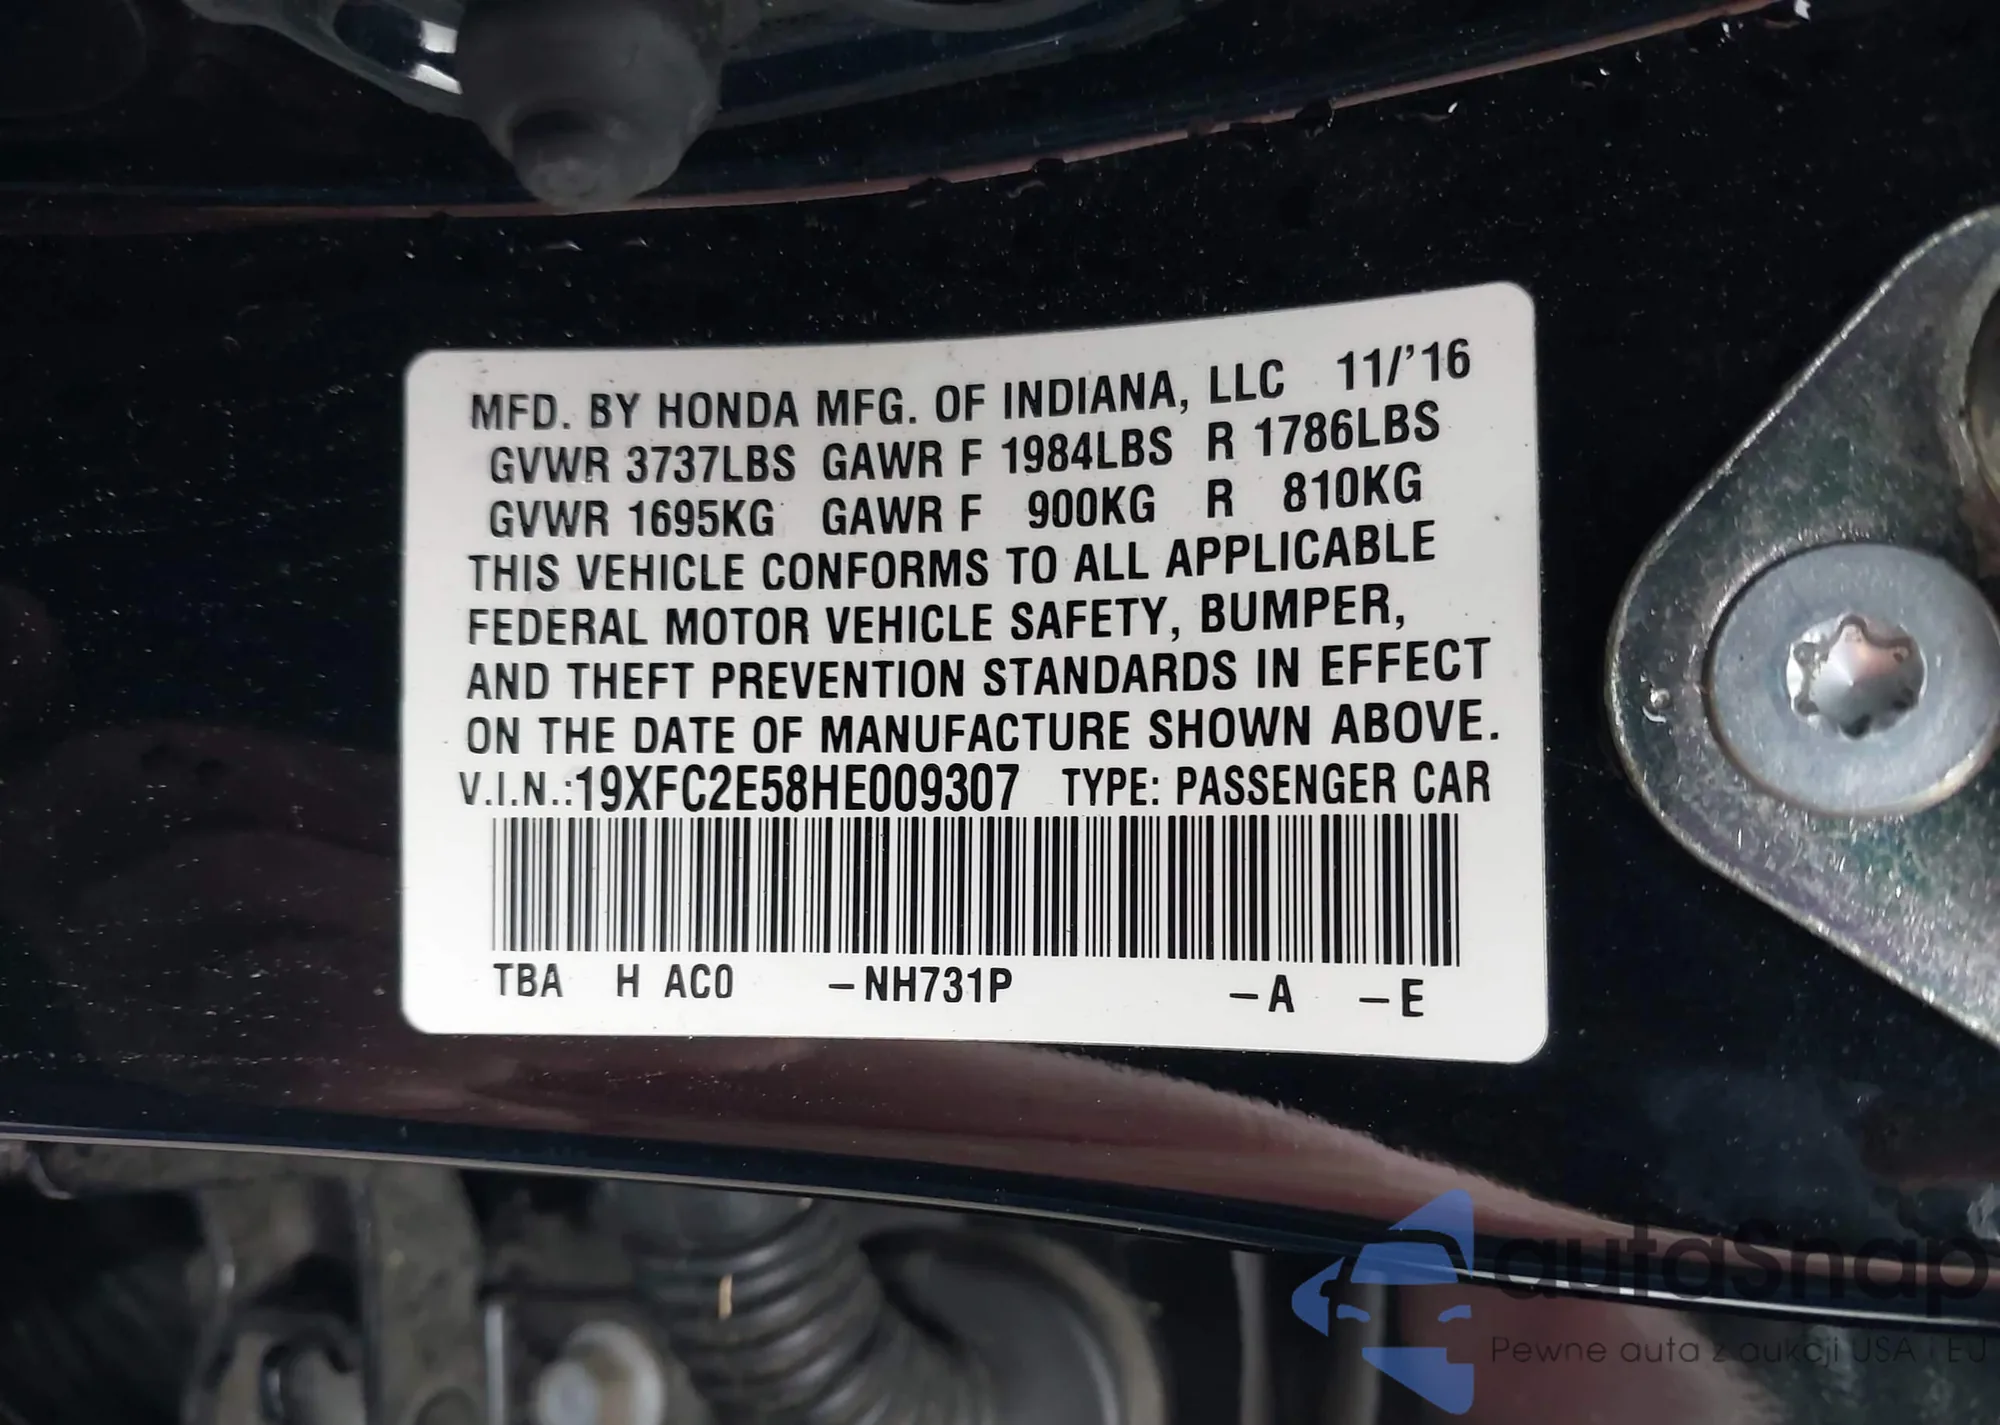 MFD. BY HONDA MFG. OF INDIANA, LLC 11/'16
GVWR 3737LBS GAWR F 1984LBS R 1786LBS
GVWR 1695KG GAWR F 900KG R 810KG
THIS VEHICLE CONFORMS TO ALL APPLICABLE
FEDERAL MOTOR VEHICLE SAFETY, BUMPER,
AND THEFT PREVENTION STANDARDS IN EFFECT
ON THE DATE OF MANUFACTURE SHOWN ABOVE.
V.I.N.:19XFC2E58HE009307 TYPE: PASSENGER CAR
TBA H AC0 –NH731P –A –E
autaSnap
Pewne auta z aukcji USA i EU